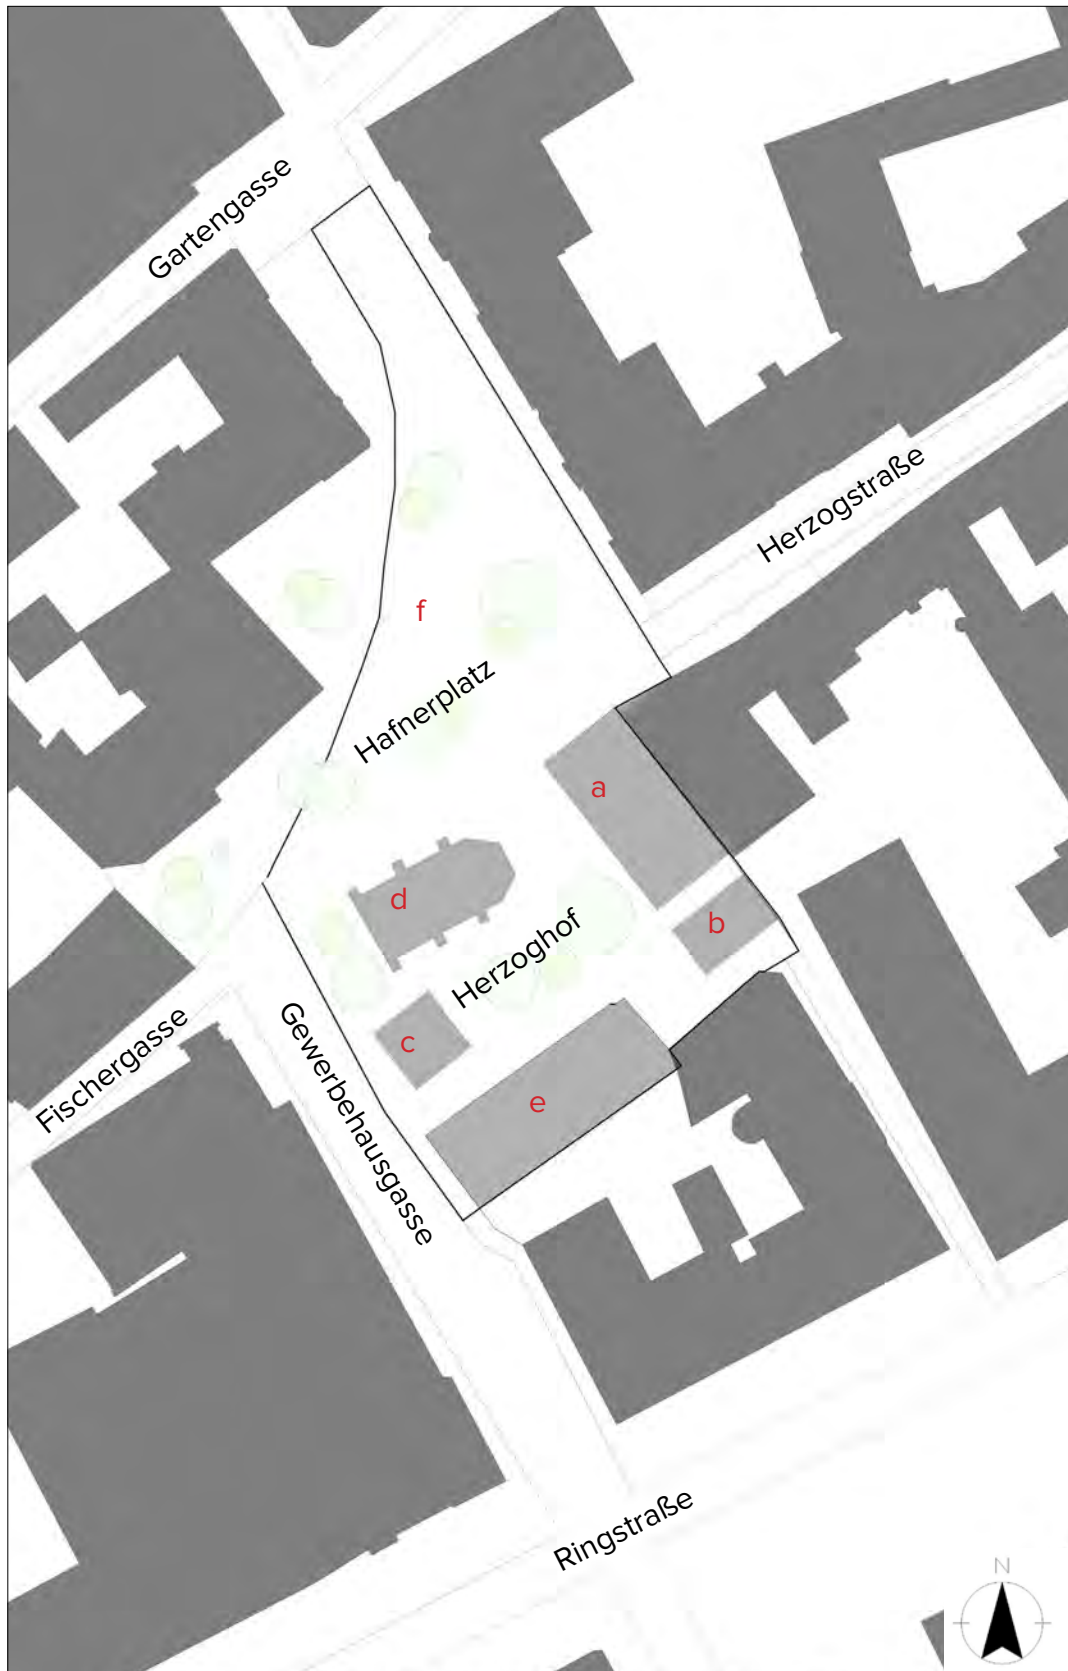 Gartengasse
Herzogstraße
f
Hafnerplatz
a
d
b
Herzoghof
c
Gewerbehausgasse
Fischergasse
e
Ringstraße
N